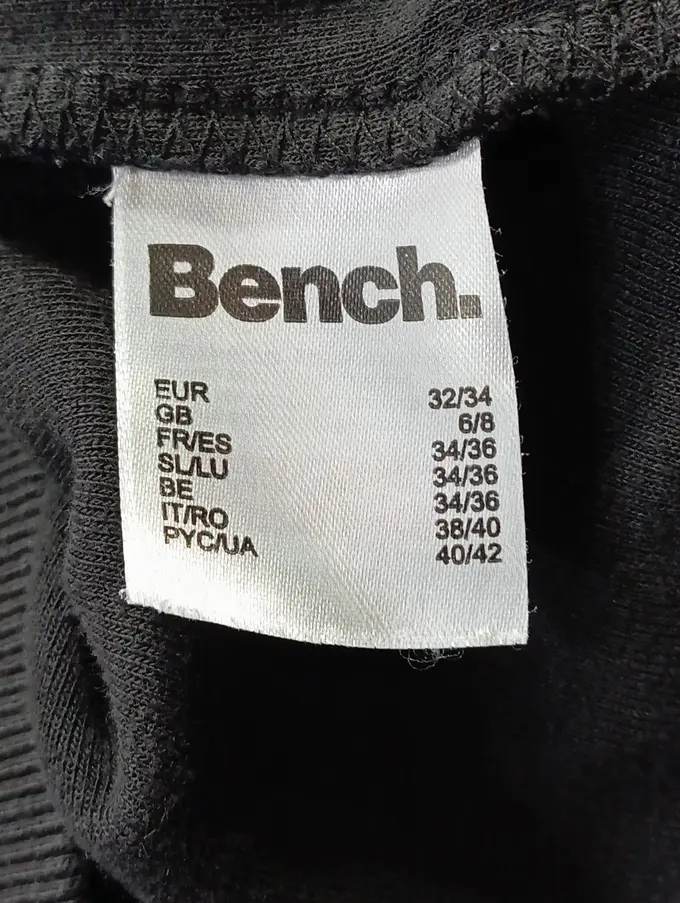 Bench.
EUR 32/34
GB 6/8
FR/ES 34/36
SL/LU 34/36
BE 34/36
IT/RO 38/40
PYC/UA 40/42